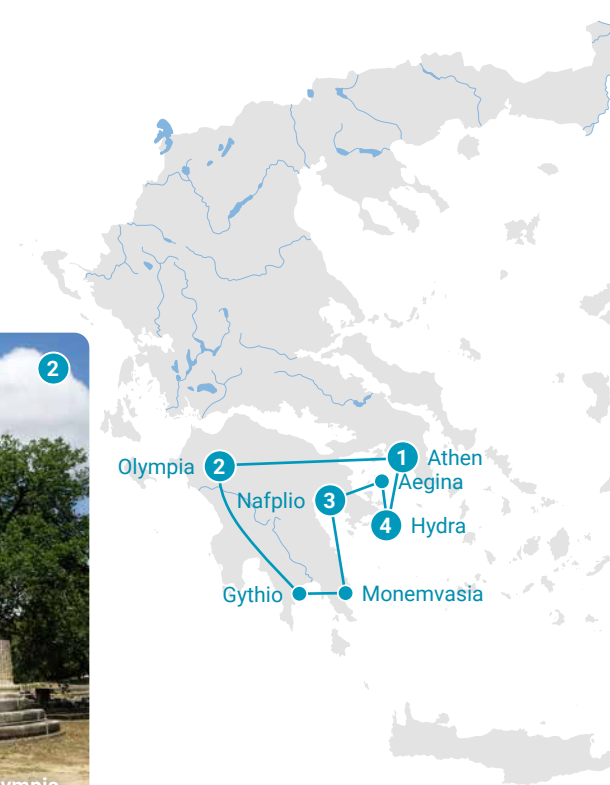 2
1 Athen
Olympia 2
Aegina
Nafplio 3
4 Hydra
Gythio
Monemvasia